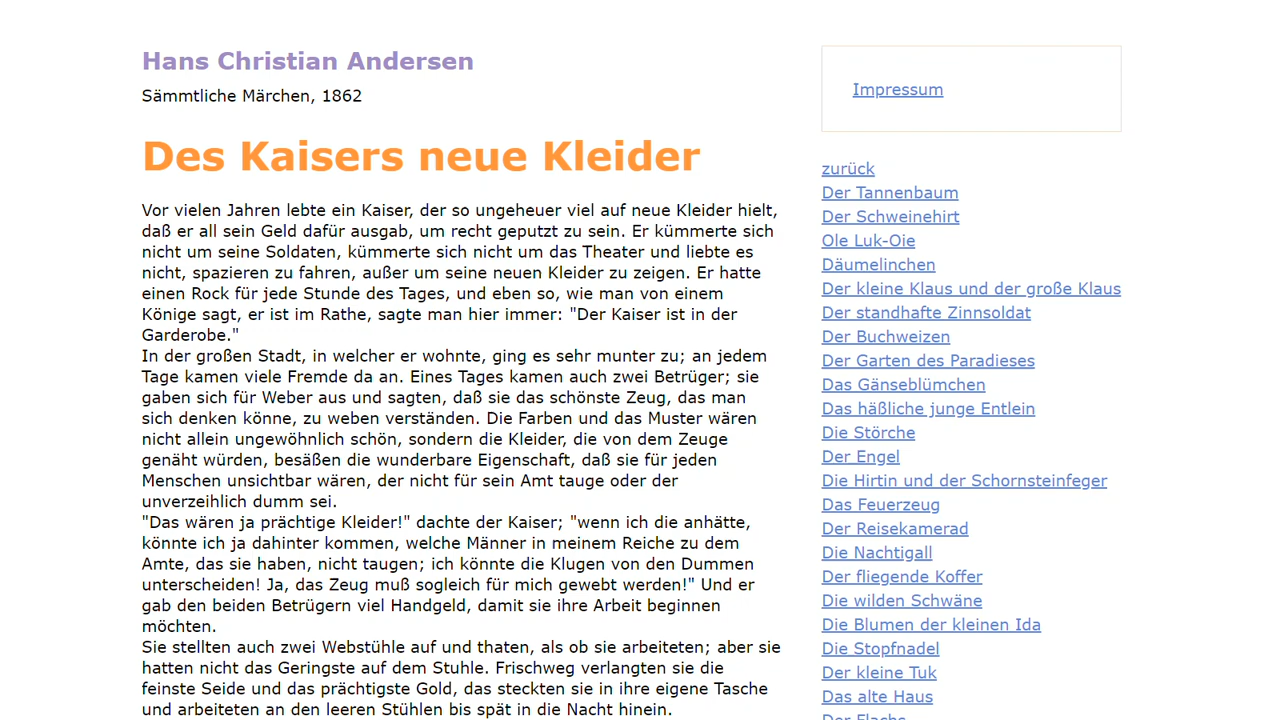 Hans Christian Andersen
Sämmtliche Märchen, 1862
Des Kaisers neue Kleider
Vor vielen Jahren lebte ein Kaiser, der so ungeheuer viel auf neue Kleider hielt,
daß er all sein Geld dafür ausgab, um recht geputzt zu sein. Er kümmerte sich
nicht um seine Soldaten, kümmerte sich nicht um das Theater und liebte es
nicht, spazieren zu fahren, außer um seine neuen Kleider zu zeigen. Er hatte
einen Rock für jede Stunde des Tages, und eben so, wie man von einem
Könige sagt, er ist im Rathe, sagte man hier immer: "Der Kaiser ist in der
Garderobe."
In der großen Stadt, in welcher er wohnte, ging es sehr munter zu; an jedem
Tage kamen viele Fremde da an. Eines Tages kamen auch zwei Betrüger; sie
gaben sich für Weber aus und sagten, daß sie das schönste Zeug, das man
sich denken könne, zu weben verständen. Die Farben und das Muster wären
nicht allein ungewöhnlich schön, sondern die Kleider, die von dem Zeuge
genäht würden, besäßen die wunderbare Eigenschaft, daß sie für jeden
Menschen unsichtbar wären, der nicht für sein Amt tauge oder der
unverzeihlich dumm sei.
"Das wären ja prächtige Kleider!" dachte der Kaiser; "wenn ich die anhätte,
könnte ich ja dahinter kommen, welche Männer in meinem Reiche zu dem
Amte, das sie haben, nicht taugen; ich könnte die Klugen von den Dummen
unterscheiden! Ja, das Zeug muß sogleich für mich gewebt werden!" Und er
gab den beiden Betrügern viel Handgeld, damit sie ihre Arbeit beginnen
möchten.
Sie stellten auch zwei Webstühle auf und thaten, als ob sie arbeiteten; aber sie
hatten nicht das Geringste auf dem Stuhle. Frischweg verlangten sie die
feinste Seide und das prächtigste Gold, das steckten sie in ihre eigene Tasche
und arbeiteten an den leeren Stühlen bis spät in die Nacht hinein.
Impressum
zurück
Der Tannenbaum
Der Schweinehirt
Ole Luk-Oie
Däumelinchen
Der kleine Klaus und der große Klaus
Der standhafte Zinnsoldat
Der Buchweizen
Der Garten des Paradieses
Das Gänseblümchen
Das häßliche junge Entlein
Die Störche
Der Engel
Die Hirtin und der Schornsteinfeger
Das Feuerzeug
Der Reisekamerad
Die Nachtigall
Der fliegende Koffer
Die wilden Schwäne
Die Blumen der kleinen Ida
Die Stopfnadel
Der kleine Tuk
Das alte Haus
Der Flachs